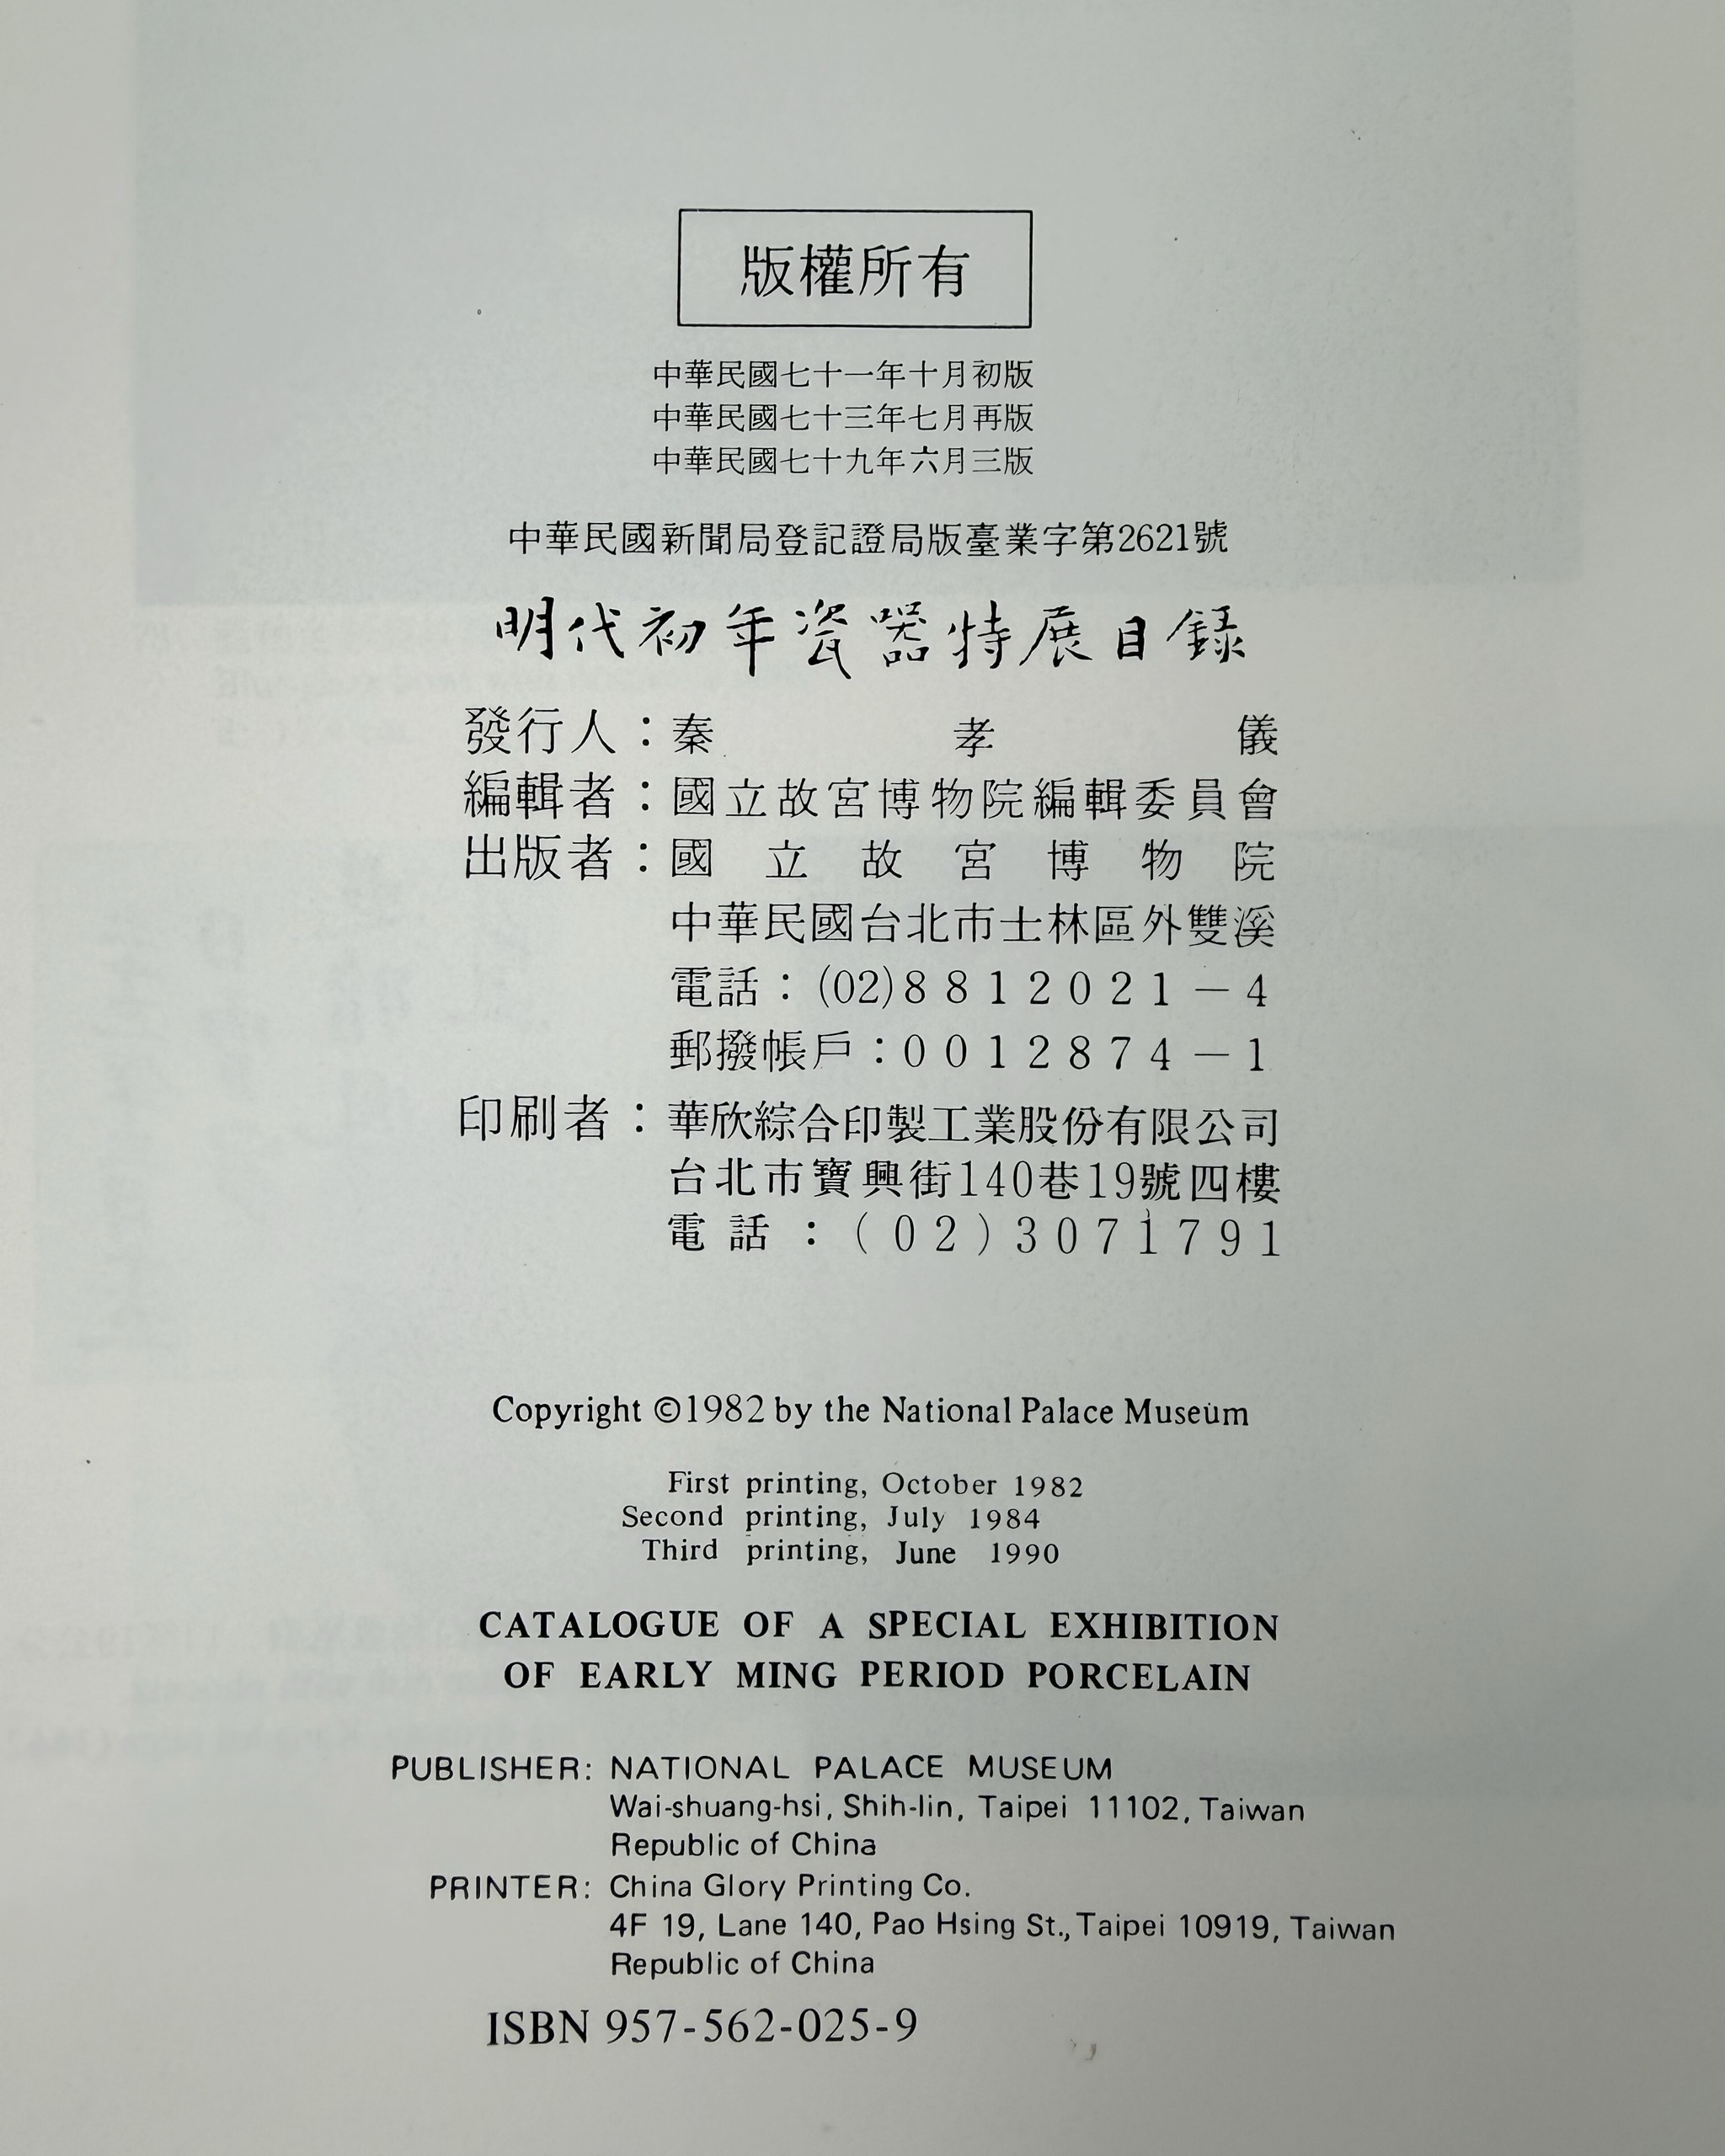 版權所有
中華民國七十一年十月初版
中華民國七十三年七月再版
中華民國七十九年六月三版
中華民國新聞局登記證局版臺業字第2621號
明代初年瓷器特展目錄
發行人：秦孝儀
編輯者：國立故宮博物院編輯委員會
出版者：國立故宮博物院
中華民國台北市士林區外雙溪
電話：(02)8812021－4
郵撥帳戶：0012874－1
印刷者：華欣綜合印製工業股份有限公司
台北市寶興街140巷19號四樓
電話：(02)3071791
Copyright ©1982 by the National Palace Museum
First printing, October 1982
Second printing, July 1984
Third printing, June 1990
CATALOGUE OF A SPECIAL EXHIBITION
OF EARLY MING PERIOD PORCELAIN
PUBLISHER: NATIONAL PALACE MUSEUM
Wai-shuang-hsi, Shih-lin, Taipei 11102, Taiwan
Republic of China
PRINTER: China Glory Printing Co.
4F 19, Lane 140, Pao Hsing St., Taipei 10919, Taiwan
Republic of China
ISBN 957-562-025-9